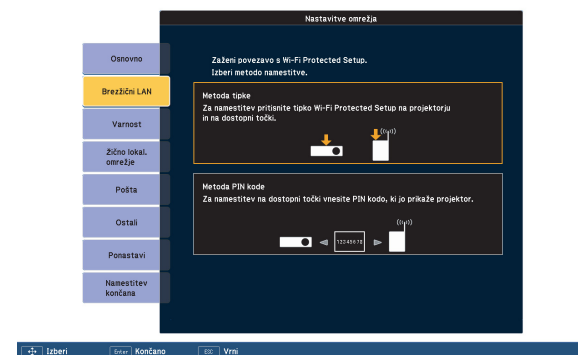 Nastavitve omrežja
Osnovno
Brezžični LAN
Varnost
žično lokal.
omrežje
Pošta
Ostali
Ponastavi
Namestitev
končana
Zaženi povezavo s Wi-Fi Protected Setup.
Izberi metodo namestitve.
Metoda tipke
Za namestitev pritisnite tipko Wi-Fi Protected Setup na projektorju
in na dostopni točki.
Metoda PIN kode
Za namestitev na dostopni točki vnesite PIN kodo, ki jo prikaže projektor.
12345678
Izberi Enter Končano ESC Vrni